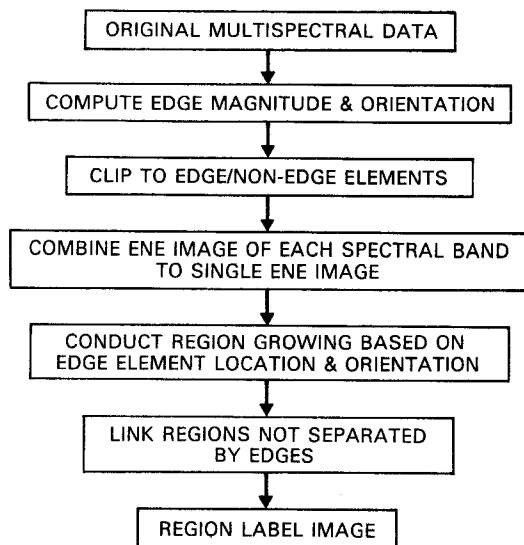 ORIGINAL MULTISPECTRAL DATA
COMPUTE EDGE MAGNITUDE & ORIENTATION
CLIP TO EDGE/NON-EDGE ELEMENTS
COMBINE ENE IMAGE OF EACH SPECTRAL BAND
TO SINGLE ENE IMAGE
CONDUCT REGION GROWING BASED ON
EDGE ELEMENT LOCATION & ORIENTATION
LINK REGIONS NOT SEPARATED
BY EDGES
REGION LABEL IMAGE